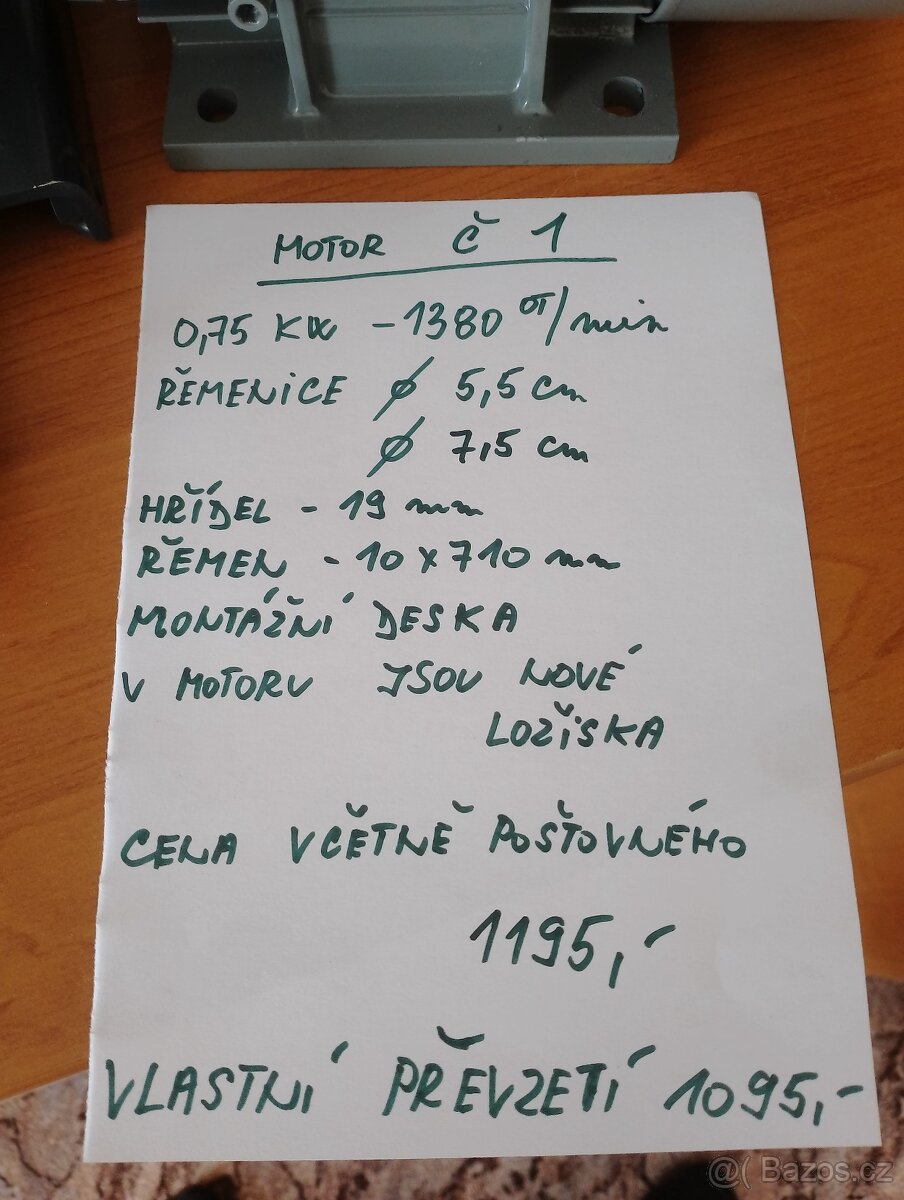 MOTOR Č 1
0,75 KW - 1380 OT/min
ŘEMENICE ø 5,5 cm
ø 7,5 cm
HŘÍDEL - 19 mm
ŘEMEN - 10 x 710 mm
MONTÁŽNÍ DESKA
V MOTORU JSOU NOVÉ
LOŽISKA
CENA VČETNĚ POŠTOVNÉHO
1195,-
VLASTNÍ PŘEVZETÍ 1095,-
@( Bazos.cz